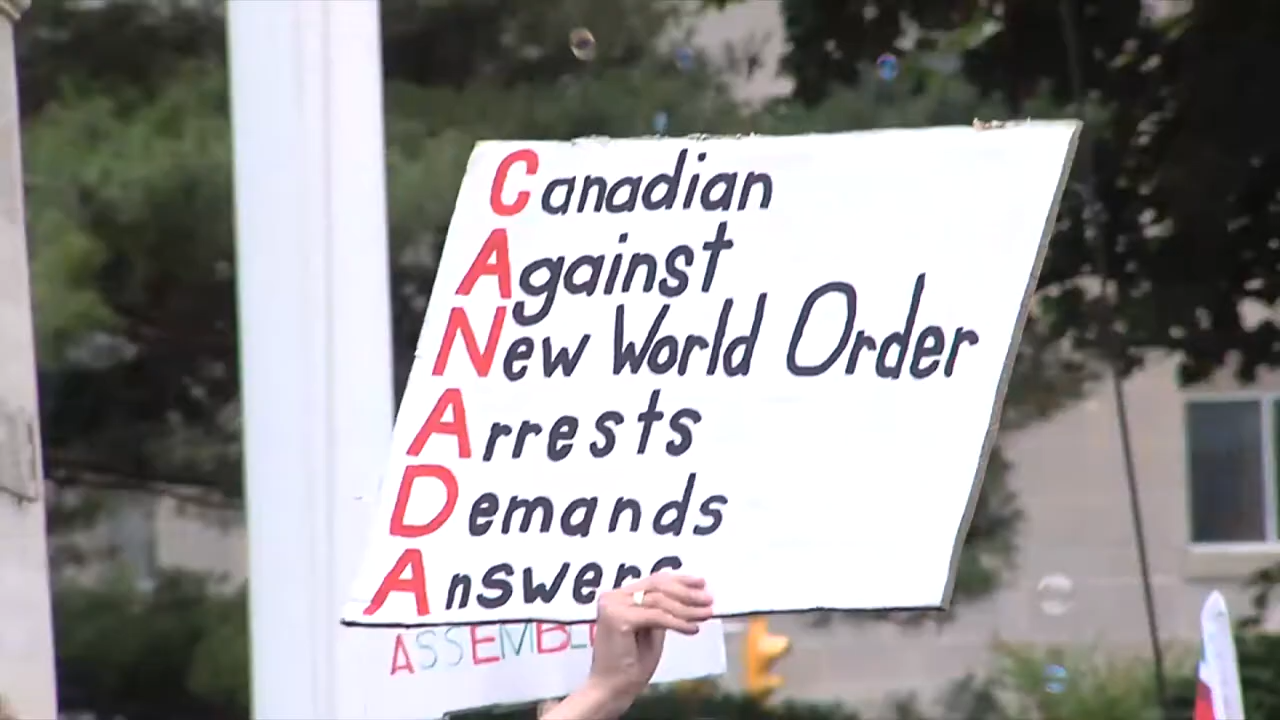 Canadian
Against
New World Order
Arrests
Demands
Answers